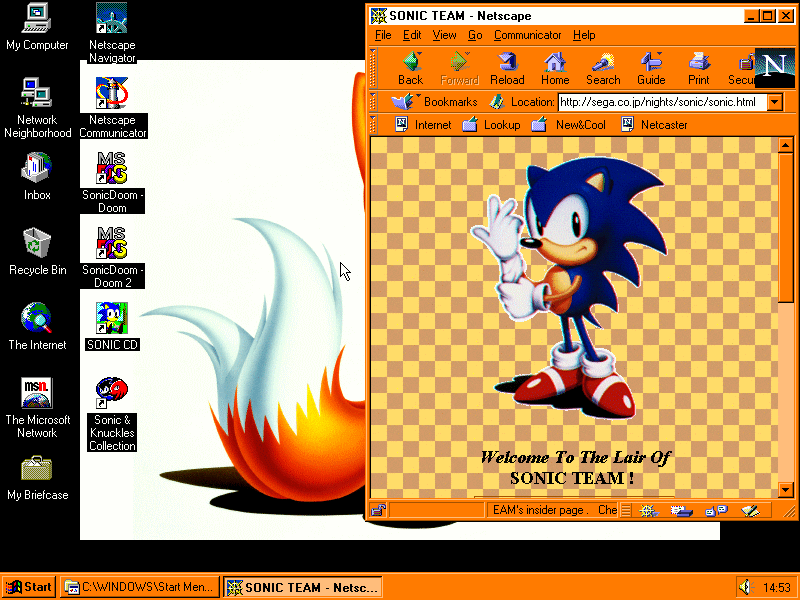 My Computer
Netscape
Navigator
Network
Neighborhood
Netscape
Communicator
Inbox
MS
SonicDoom -
Doom
Recycle Bin
MS
SonicDoom -
Doom 2
The Internet
SONIC CD
msn.
The Microsoft
Network
Sonic &
Knuckles
Collection
My Briefcase
SONIC TEAM - Netscape
File Edit View Go Communicator Help
Back Forward Reload Home Search Guide Print Secu
N
Bookmarks Location: http://sega.co.jp/nights/sonic/sonic.html
Internet Lookup New&Cool Netcaster
Welcome To The Lair Of
SONIC TEAM !
EAM's insider page . Che
Start C:\WINDOWS\Start Men... SONIC TEAM - Netsc... 14:53